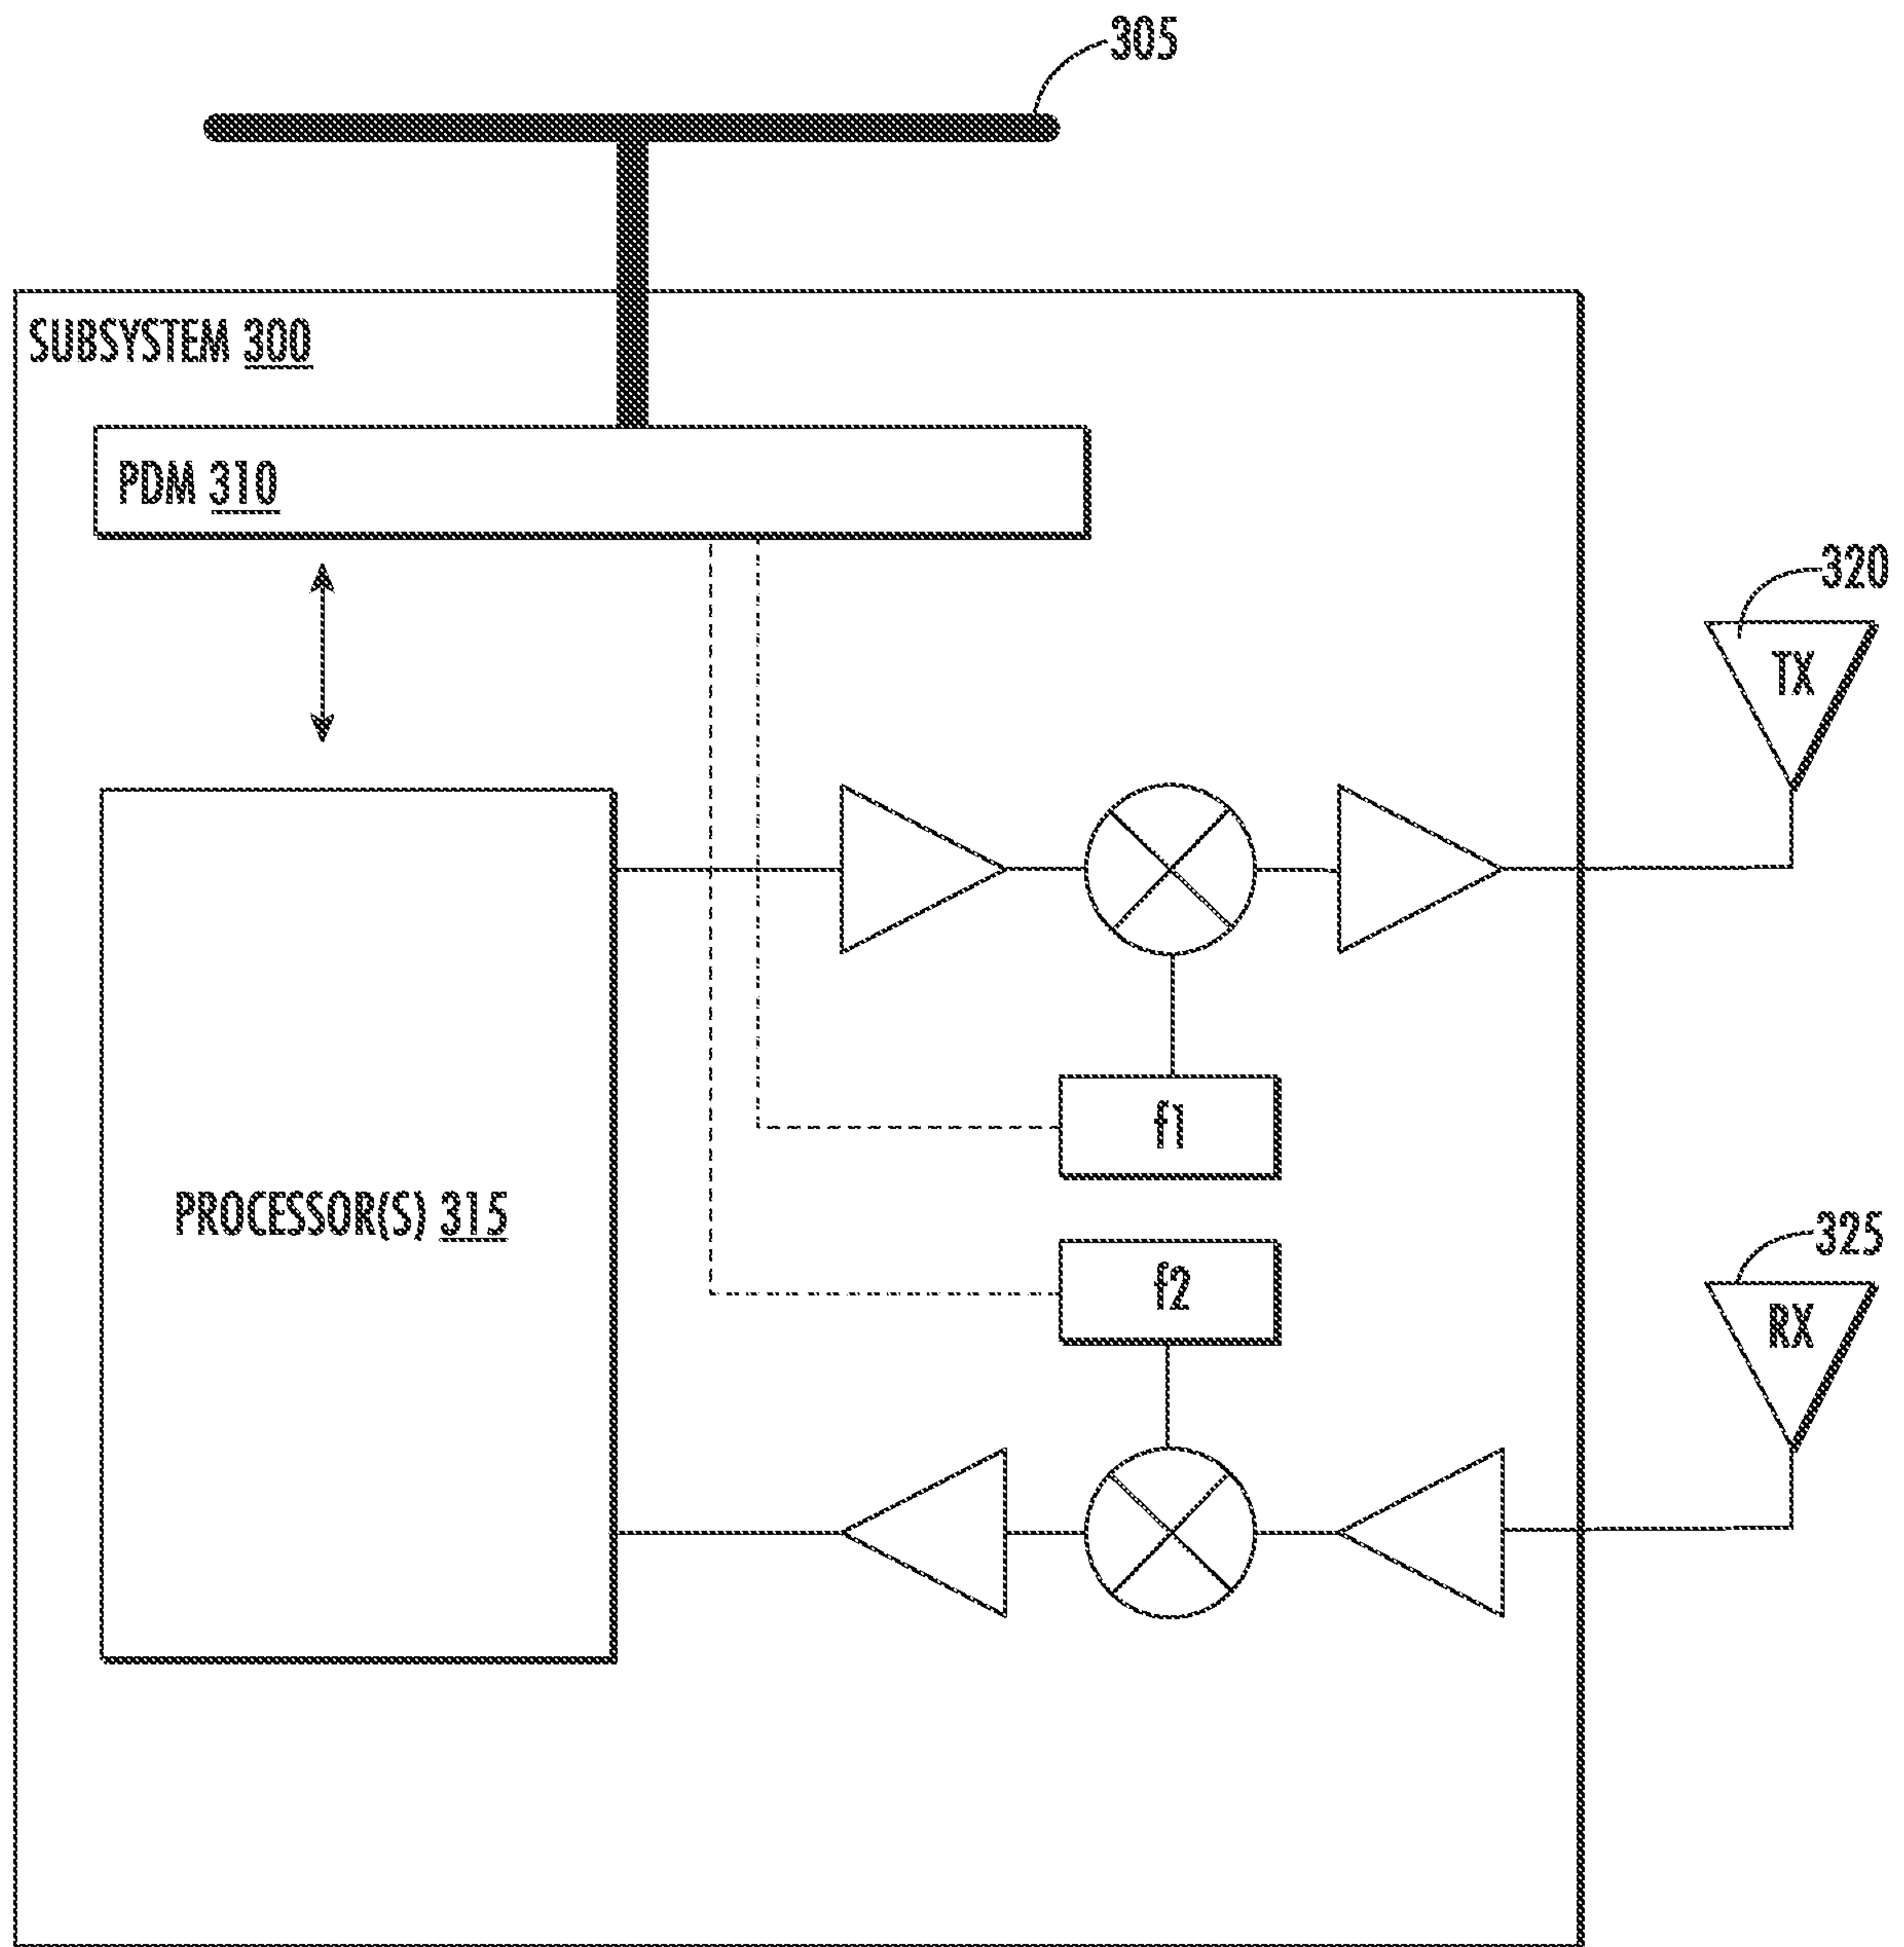 305
SUBSYSTEM 300
PDM 310
320
TX
f1
PROCESSOR(S) 315
325
f2
RX